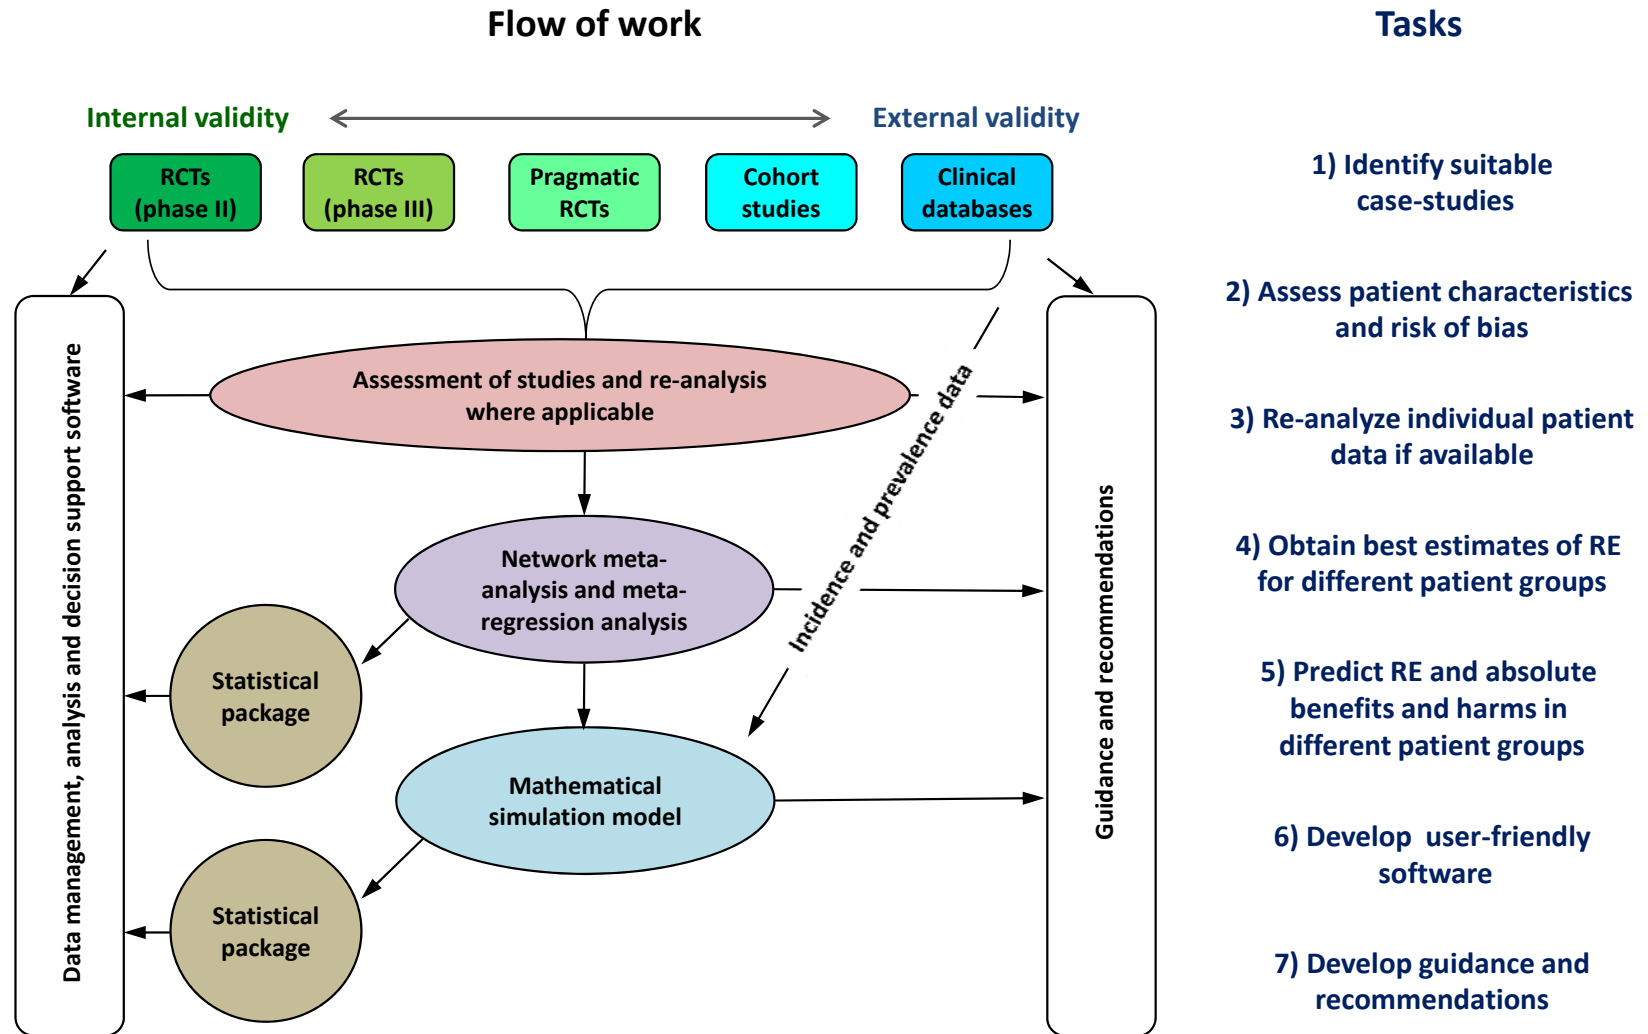 Flow of work
Tasks
Internal validity
External validity
RCTs
(phase II)
RCTs
(phase III)
Pragmatic
RCTs
Cohort
studies
Clinical
databases
Data management, analysis and decision support software
Assessment of studies and re-analysis
where applicable
Incidence and prevalence data
Network meta-
analysis and meta-
regression analysis
Statistical
package
Mathematical
simulation model
Statistical
package
Guidance and recommendations
1) Identify suitable
case-studies
2) Assess patient characteristics
and risk of bias
3) Re-analyze individual patient
data if available
4) Obtain best estimates of RE
for different patient groups
5) Predict RE and absolute
benefits and harms in
different patient groups
6) Develop user-friendly
software
7) Develop guidance and
recommendations